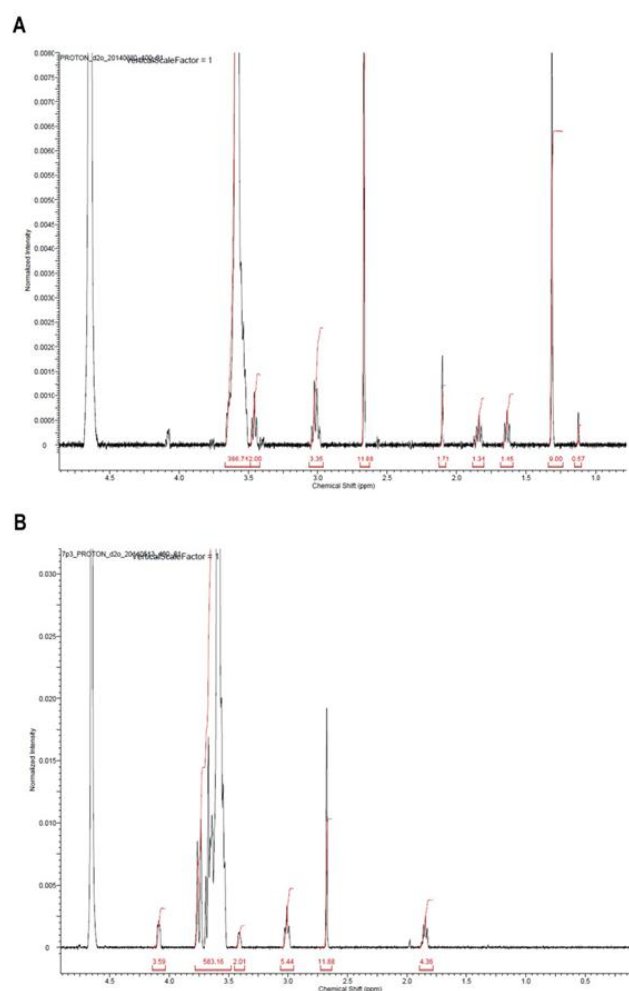 A
VerticalScaleFactor = 1
0.0080
0.0075
0.0070
0.0065
0.0060
0.0055
0.0050
0.0045
0.0040
0.0035
0.0030
0.0025
0.0020
0.0015
0.0010
0.0005
0
Normalized Intensity
2.00 3.36 11.88 1.71 1.34 1.45 9.00 0.57
4.5 4.0 3.5 3.0 2.5 2.0 1.5 1.0
Chemical Shift (ppm)
B
VerticalScaleFactor = 1
0.030
0.025
0.020
0.015
0.010
0.005
0
Normalized Intensity
3.59 583.16 2.01 5.44 11.88 4.36
4.5 4.0 3.5 3.0 2.5 2.0 1.5 1.0 0.5
Chemical Shift (ppm)